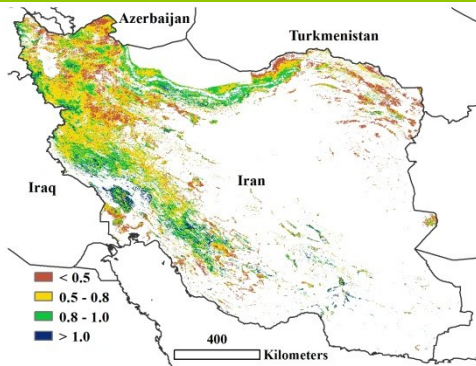 Azerbaijan
Turkmenistan
Iraq
Iran
< 0.5
0.5 - 0.8
0.8 - 1.0
> 1.0
400
Kilometers